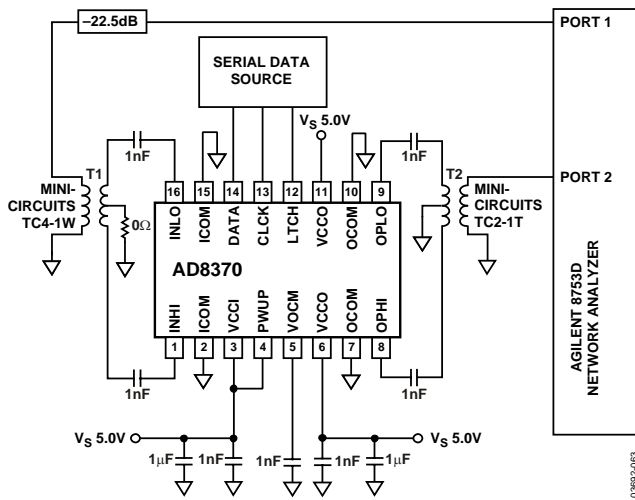 –22.5dB
PORT 1
SERIAL DATA
SOURCE
VS 5.0V
1nF
1nF
T1
T2
MINI-
CIRCUITS
TC4-1W
0Ω
MINI-
CIRCUITS
TC2-1T
PORT 2
16 15 14 13 12 11 10 9
INLO
ICOM
DATA
CLCK
LTCH
VCCO
OCOM
OPLO
AD8370
INHI
ICOM
VCCI
PWUP
VOCM
VCCO
OCOM
OPHI
1 2 3 4 5 6 7 8
1nF
1nF
VS 5.0V
VS 5.0V
1µF
1nF
1nF
1nF
1µF
AGILENT 8753D
NETWORK ANALYZER
03692-063